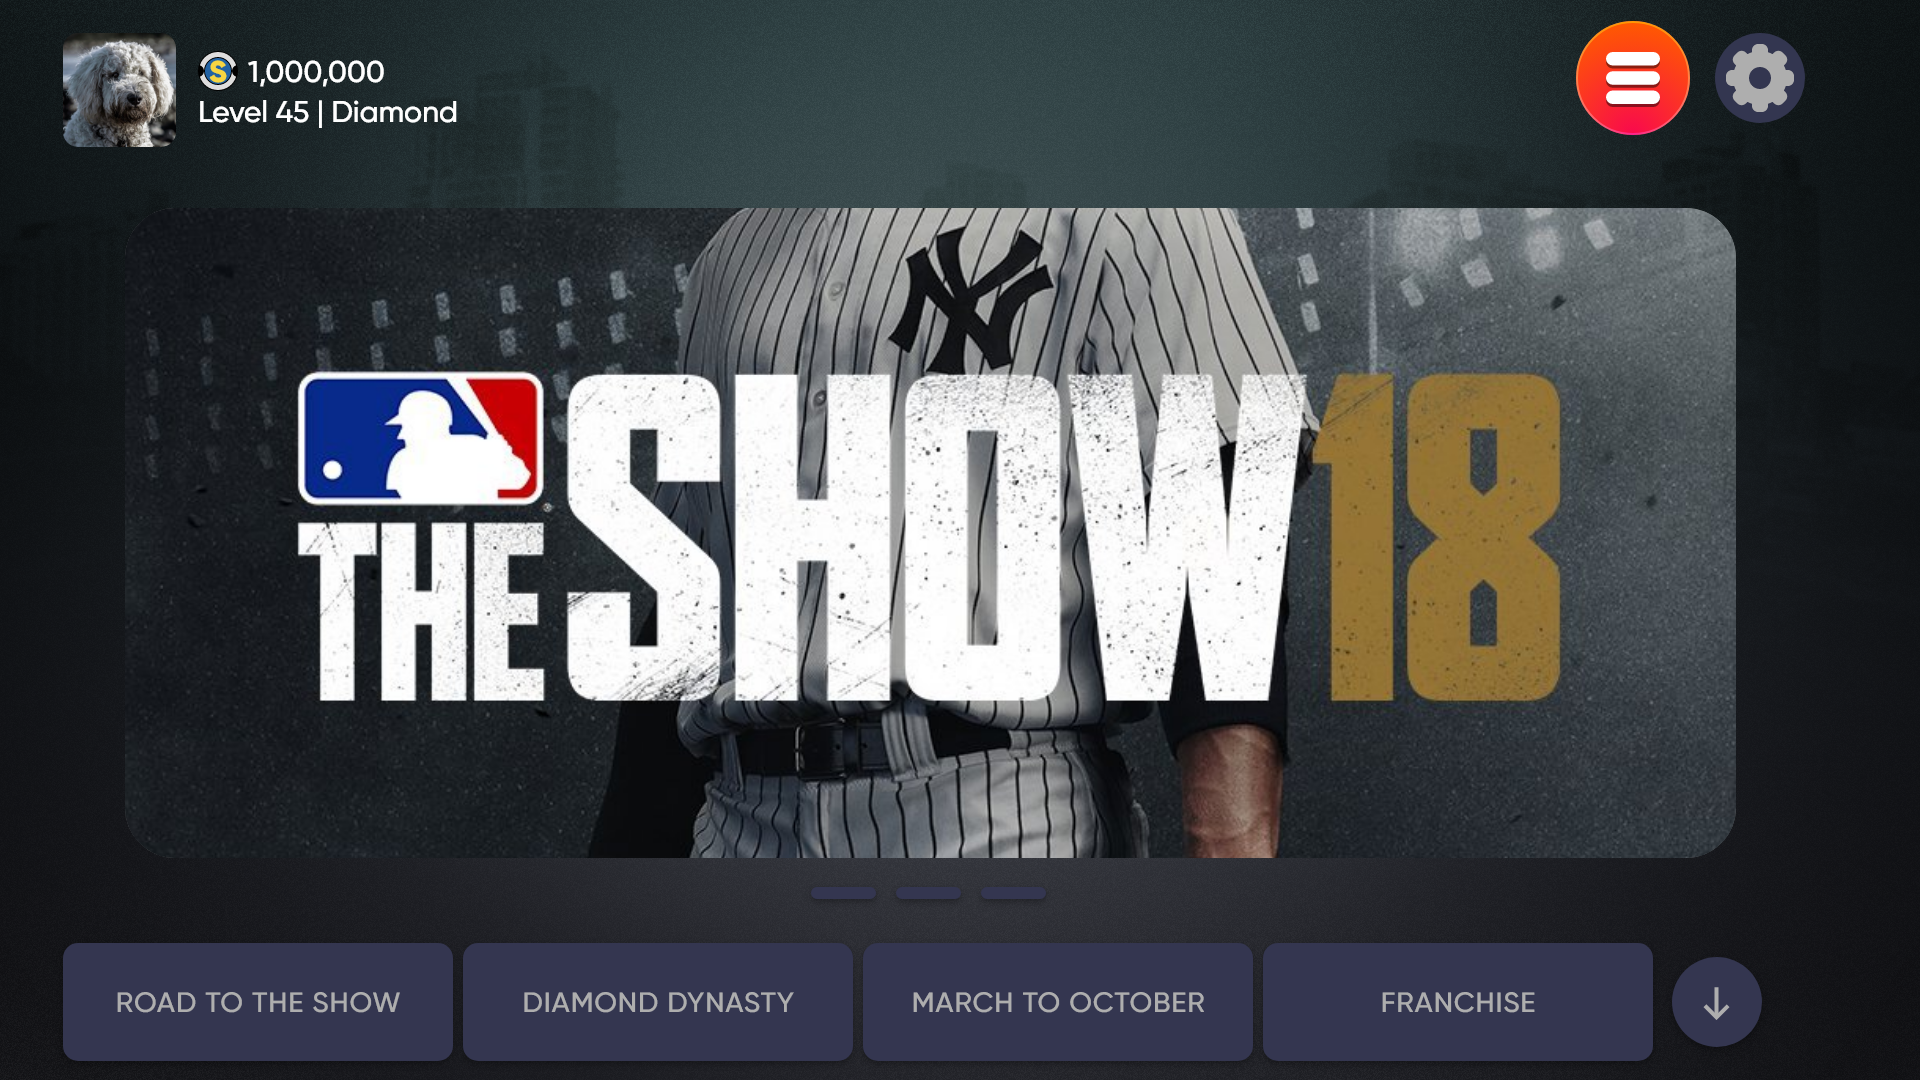 S 1,000,000
Level 45 | Diamond
NY
THE SHOW 18
ROAD TO THE SHOW
DIAMOND DYNASTY
MARCH TO OCTOBER
FRANCHISE